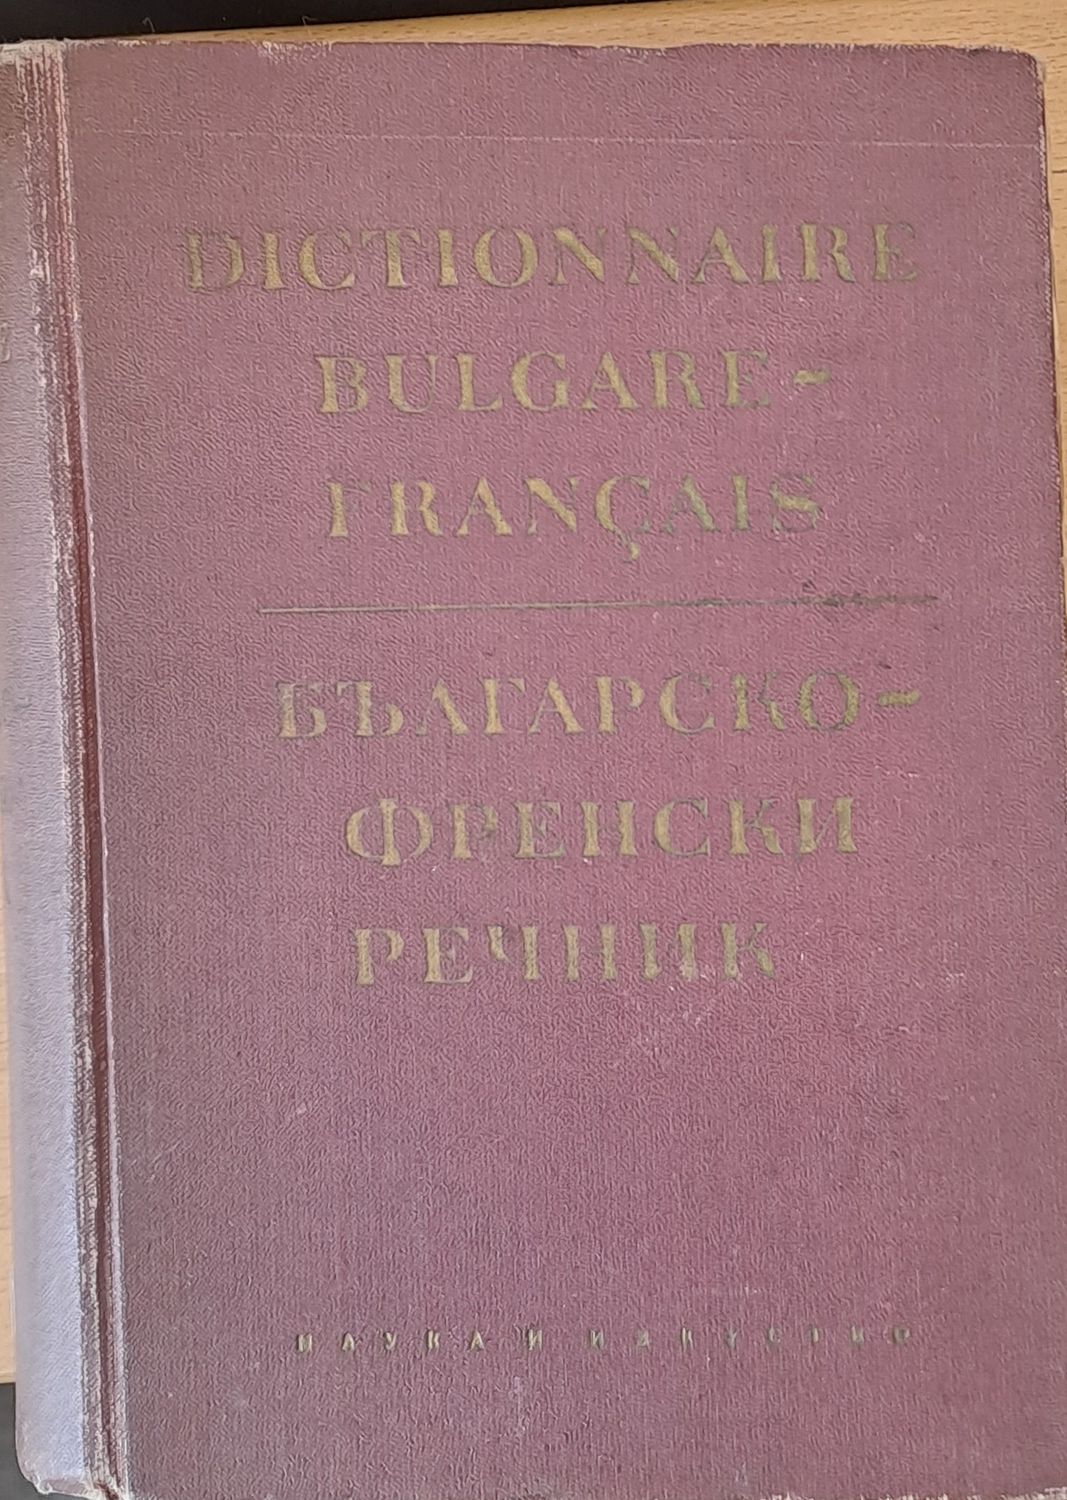 DICTIONNAIRE
BULGARE-
FRANÇAIS
БЪЛГАРСКО-
ФРЕНСКИ
РЕЧНИК
НАУКА И ИЗКУСТВО